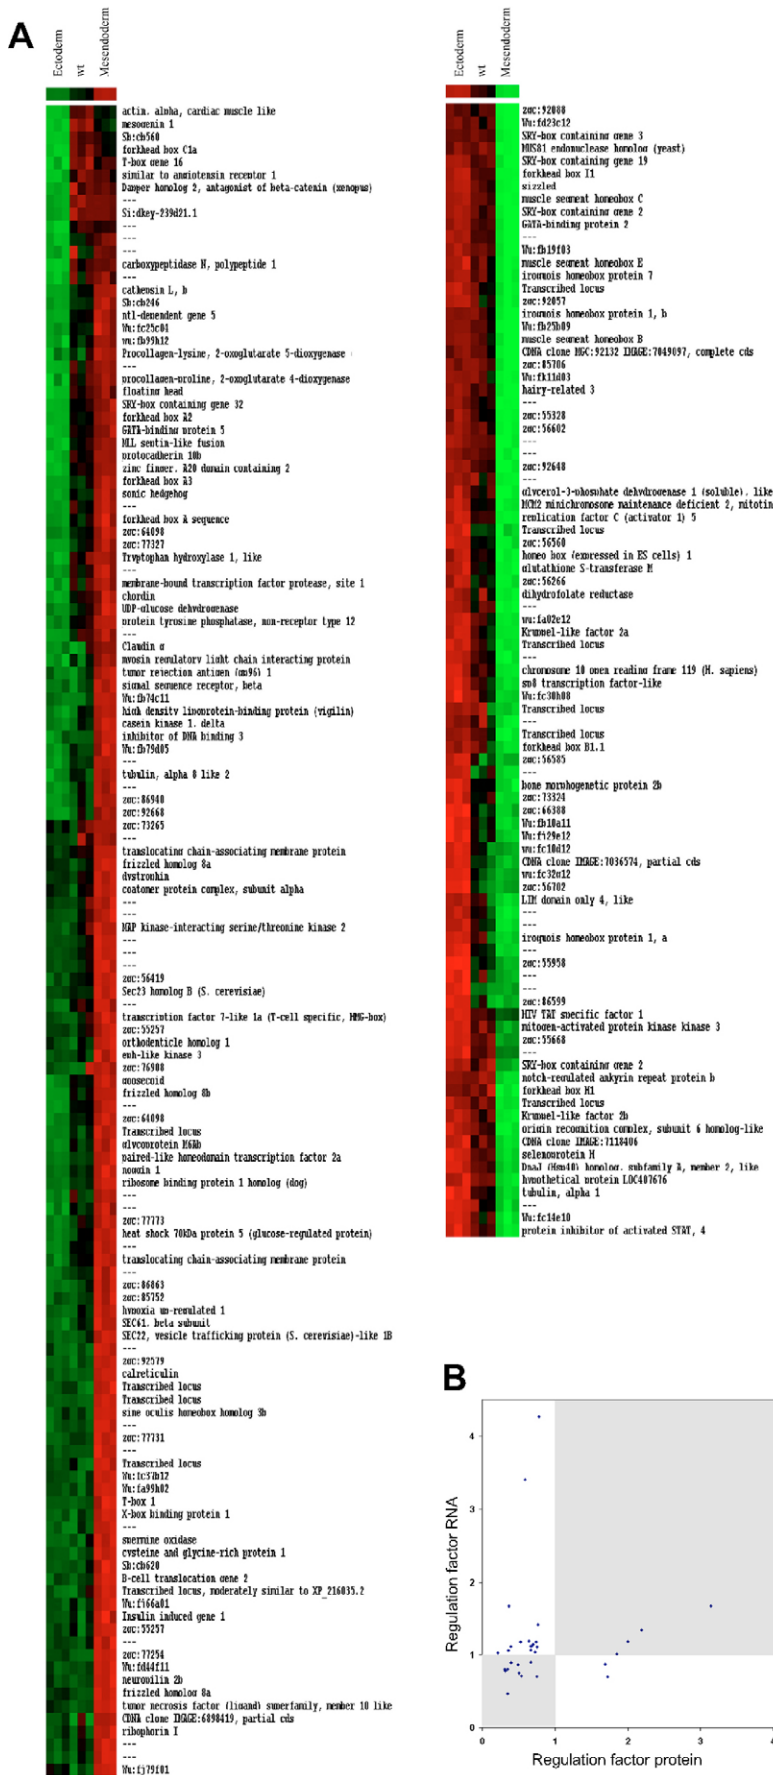 A
Ectoderm
wt
Mesendoderm
actin, alpha, cardiac muscle like
mesogenin 1
Sb:cb560
forkhead box C1a
T-box gene 16
similar to angiotensin receptor 1
Dapper homolog 2, antagonist of beta-catenin (xenopus)
---
Si:dkey-239d21.1
---
---
---
carboxypeptidase N, polypeptide 1
---
cathepsin L, b
Sb:cb246
ntl-dependent gene 5
Wu:fc25c04
wu:fb99h12
Procollagen-lysine, 2-oxoglutarate 5-dioxygenase
---
procollagen-proline, 2-oxoglutarate 4-dioxygenase
floating head
SRY-box containing gene 32
forkhead box A2
GATA-binding protein 5
MLL septin-like fusion
protocadherin 10b
zinc finger, A20 domain containing 2
forkhead box A3
sonic hedgehog
---
forkhead box A sequence
zgc:64098
zgc:77327
Tryptophan hydroxylase 1, like
---
membrane-bound transcription factor protease, site 1
chordin
UDP-glucose dehydrogenase
protein tyrosine phosphatase, non-receptor type 12
---
Claudin g
myosin regulatory light chain interacting protein
tumor rejection antigen (gp96) 1
signal sequence receptor, beta
Wu:fb74c11
high density lipoprotein-binding protein (vigilin)
casein kinase 1, delta
inhibitor of DNA binding 3
Wu:fb79d05
---
tubulin, alpha 8 like 2
---
zgc:86940
zgc:92668
zgc:73265
---
translocating chain-associating membrane protein
frizzled homolog 8a
dystrophin
coatomer protein complex, subunit alpha
---
---
MAP kinase-interacting serine/threonine kinase 2
---
---
---
zgc:56419
Sec23 homolog B (S. cerevisiae)
---
transcription factor 7-like 1a (T-cell specific, HMG-box)
zgc:55257
orthodenticle homolog 1
eph-like kinase 3
zgc:76908
goosecoid
frizzled homolog 8b
---
zgc:64098
Transcribed locus
glycoprotein M6Ab
paired-like homeodomain transcription factor 2a
noggin 1
ribosome binding protein 1 homolog (dog)
---
---
zgc:77773
heat shock 70kDa protein 5 (glucose-regulated protein)
---
translocating chain-associating membrane protein
---
zgc:86863
zgc:85752
hypoxia up-regulated 1
SEC61, beta subunit
SEC22, vesicle trafficking protein (S. cerevisiae)-like 1B
---
zgc:92579
calreticulin
Transcribed locus
Transcribed locus
sine oculis homeobox homolog 3b
---
zgc:77731
---
Transcribed locus
Wu:fc37b12
Wu:fa99h02
T-box 1
X-box binding protein 1
---
spermine oxidase
cysteine and glycine-rich protein 1
Sb:cb620
B-cell translocation gene 2
Transcribed locus, moderately similar to XP_216035.2
Wu:fj66a01
Insulin induced gene 1
zgc:55257
---
zgc:77254
Wu:fd44f11
neuropilin 2b
frizzled homolog 8a
tumor necrosis factor (ligand) superfamily, member 10 like
CDNA clone IMAGE:6898419, partial cds
ribophorin I
---
---
Wu:fj79f01
Ectoderm
wt
Mesendoderm
zgc:92088
Wu:fd23c12
SRY-box containing gene 3
MUS81 endonuclease homolog (yeast)
SRY-box containing gene 19
forkhead box I1
sizzled
muscle segment homeobox C
SRY-box containing gene 2
GATA-binding protein 2
---
Wu:fb19f03
muscle segment homeobox E
iroquois homeobox protein 7
Transcribed locus
zgc:92057
iroquois homeobox protein 1, b
Wu:fb25b09
muscle segment homeobox B
CDNA clone MGC:92132 IMAGE:7049097, complete cds
zgc:85706
Wu:fk11d03
hairy-related 3
---
zgc:55328
zgc:56602
---
---
zgc:92648
---
glycerol-3-phosphate dehydrogenase 1 (soluble), like
MCM2 minichromosome maintenance deficient 2, mitotin
replication factor C (activator 1) 5
Transcribed locus
zgc:56560
homeo box (expressed in ES cells) 1
glutathione S-transferase M
zgc:56266
dihydrofolate reductase
---
wu:fa02e12
Kruppel-like factor 2a
Transcribed locus
---
chromosome 10 open reading frame 119 (H. sapiens)
sp8 transcription factor-like
Wu:fc30h08
Transcribed locus
---
Transcribed locus
forkhead box B1.1
zgc:56585
---
bone morphogenetic protein 2b
zgc:73324
zgc:66388
Wu:fb10a11
Wu:fi29e12
wu:fc10d12
CDNA clone IMAGE:7036574, partial cds
wu:fc32g12
zgc:56702
LIM domain only 4, like
---
---
iroquois homeobox protein 1, a
---
zgc:55958
---
---
zgc:86599
HIV TAT specific factor 1
mitogen-activated protein kinase kinase 3
zgc:55668
---
SRY-box containing gene 2
notch-regulated ankyrin repeat protein b
forkhead box H1
Transcribed locus
Kruppel-like factor 2b
origin recognition complex, subunit 6 homolog-like
CDNA clone IMAGE:7118406
selenoprotein H
DnaJ (Hsp40) homolog, subfamily A, member 2, like
hypothetical protein LOC407676
tubulin, alpha 1
---
Wu:fc14e10
protein inhibitor of activated STAT, 4
B
Regulation factor RNA
4
3
2
1
0
0
1
2
3
4
Regulation factor protein